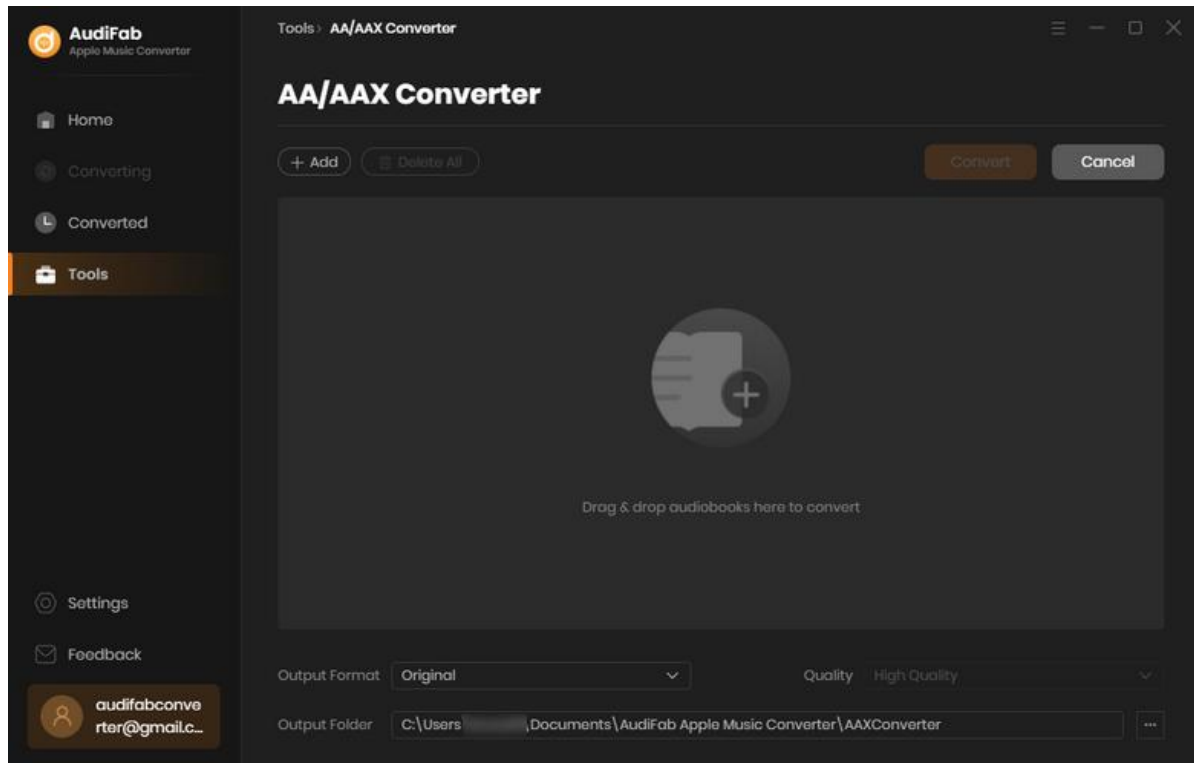 AudiFab
Apple Music Converter
Home
Converting
Converted
Tools
Settings
Feedback
audifabconve
rter@gmail.c...
Tools › AA/AAX Converter
AA/AAX Converter
+ Add
Delete All
Convert
Cancel
Drag & drop audiobooks here to convert
Output Format Original
Quality High Quality
Output Folder C:\Users \Documents\AudiFab Apple Music Converter\AAXConverter ...